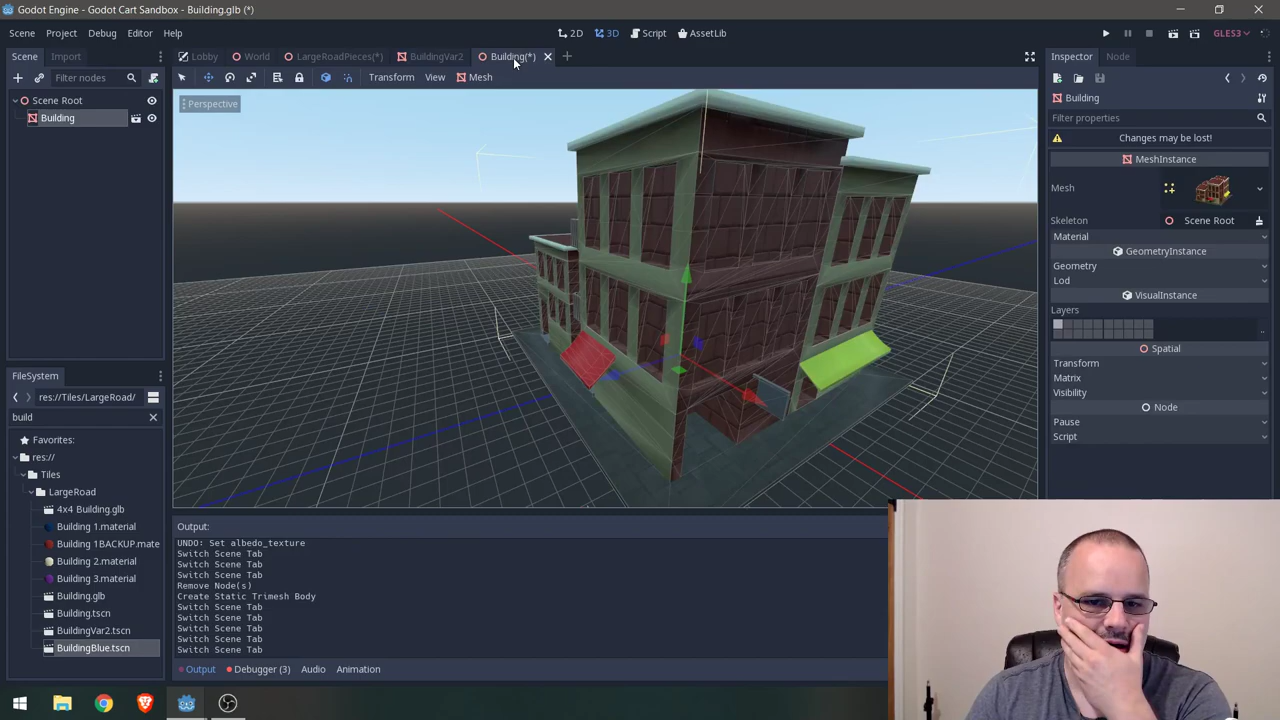 Godot Engine - Godot Cart Sandbox - Building.glb (*)
Scene Project Debug Editor Help
2D 3D Script AssetLib
GLES3
Scene Import
Lobby World LargeRoadPieces(*) BuildingVar2 Building(*)
Inspector Node
Filter nodes
Transform View Mesh
Scene Root
Building
Perspective
Building
Filter properties
Changes may be lost!
MeshInstance
Mesh
Skeleton Scene Root
Material
GeometryInstance
Geometry
Lod
VisualInstance
Layers
Spatial
Transform
Matrix
Visibility
Node
Pause
Script
FileSystem
res://Tiles/LargeRoad/
build
Favorites:
res://
Tiles
LargeRoad
4x4 Building.glb
Building 1.material
Building 1BACKUP.mate
Building 2.material
Building 3.material
Building.glb
Building.tscn
BuildingVar2.tscn
BuildingBlue.tscn
Output:
UNDO: Set albedo_texture
Switch Scene Tab
Switch Scene Tab
Switch Scene Tab
Remove Node(s)
Create Static Trimesh Body
Switch Scene Tab
Switch Scene Tab
Switch Scene Tab
Switch Scene Tab
Switch Scene Tab
Output Debugger (3) Audio Animation